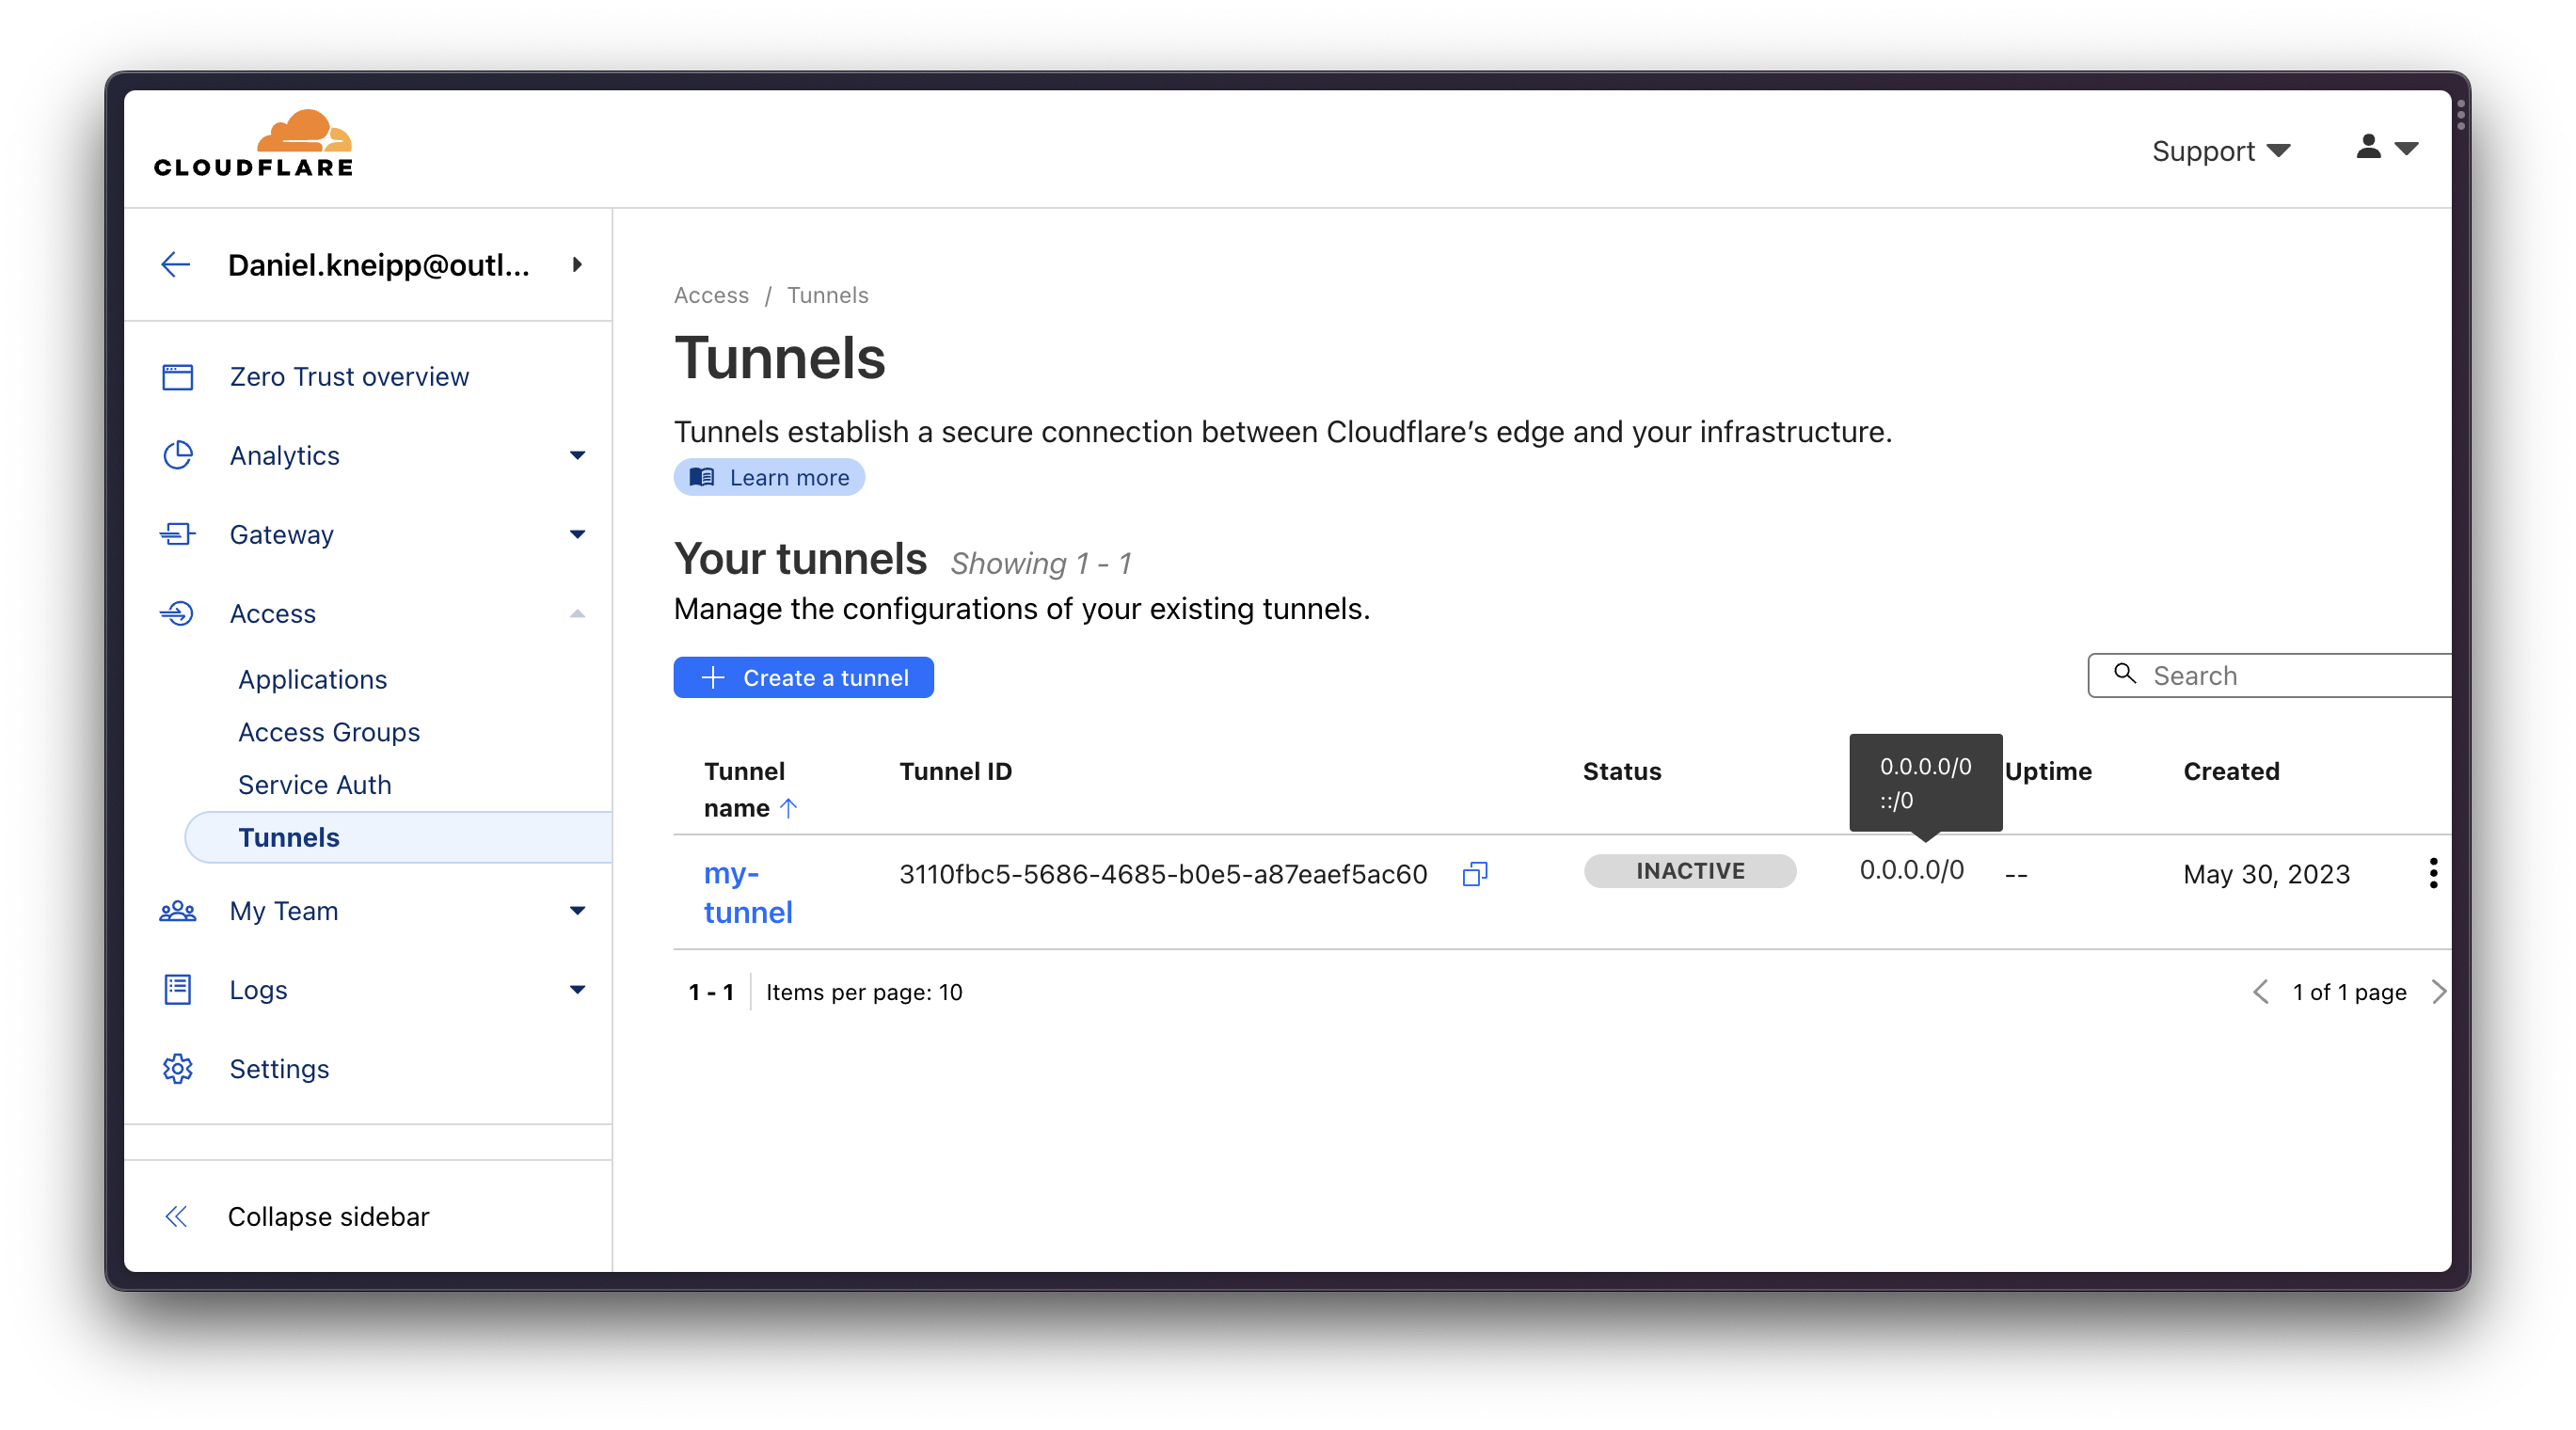 CLOUDFLARE
Support
Daniel.kneipp@outl...
Zero Trust overview
Analytics
Gateway
Access
Applications
Access Groups
Service Auth
Tunnels
My Team
Logs
Settings
Collapse sidebar
Access / Tunnels
Tunnels
Tunnels establish a secure connection between Cloudflare’s edge and your infrastructure.
Learn more
Your tunnels Showing 1 - 1
Manage the configurations of your existing tunnels.
Create a tunnel
Search
Tunnel name
Tunnel ID
Status
0.0.0.0/0
::/0
Uptime
Created
my-
tunnel
3110fbc5-5686-4685-b0e5-a87eaef5ac60
INACTIVE
0.0.0.0/0
--
May 30, 2023
1 - 1
Items per page: 10
1 of 1 page